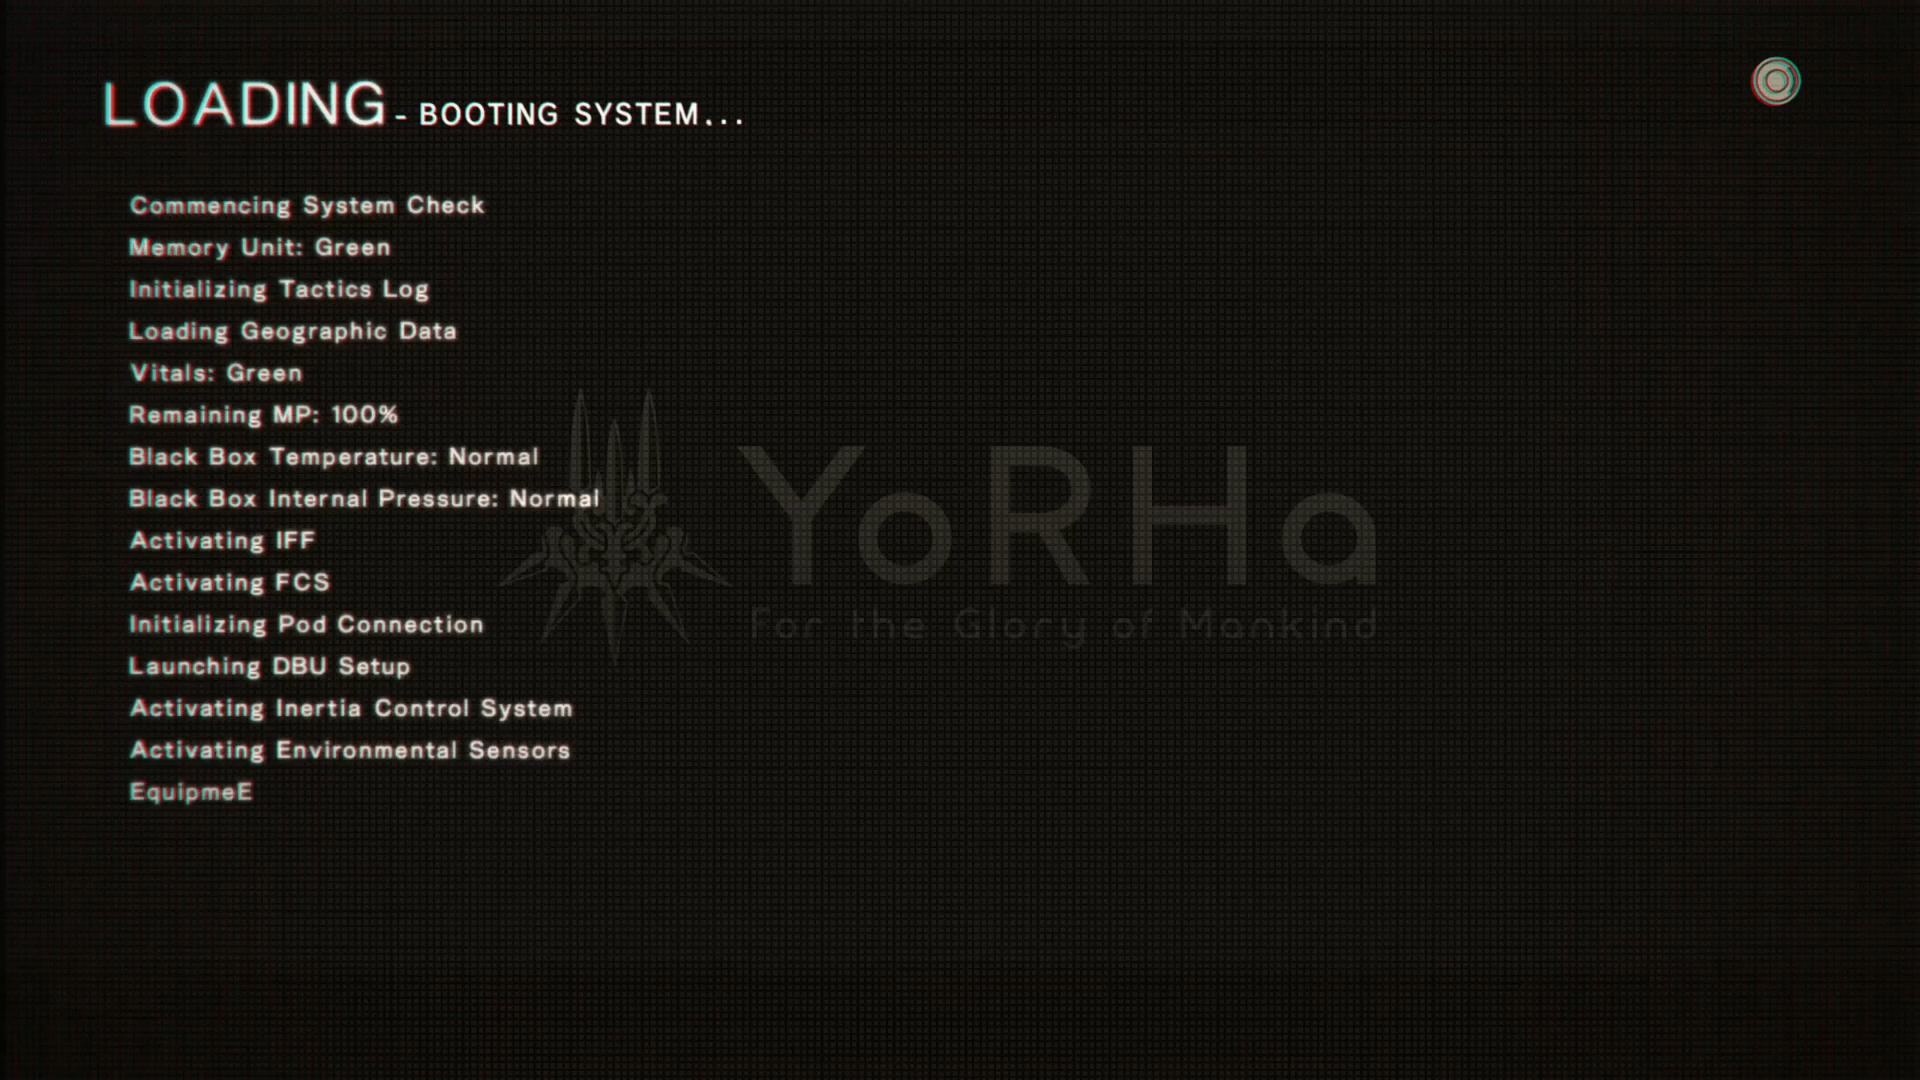 LOADING - BOOTING SYSTEM...
Commencing System Check
Memory Unit: Green
Initializing Tactics Log
Loading Geographic Data
Vitals: Green
Remaining MP: 100%
Black Box Temperature: Normal
Black Box Internal Pressure: Normal
Activating IFF
Activating FCS
Initializing Pod Connection
Launching DBU Setup
Activating Inertia Control System
Activating Environmental Sensors
EquipmeE
YoRHa
For the Glory of Mankind